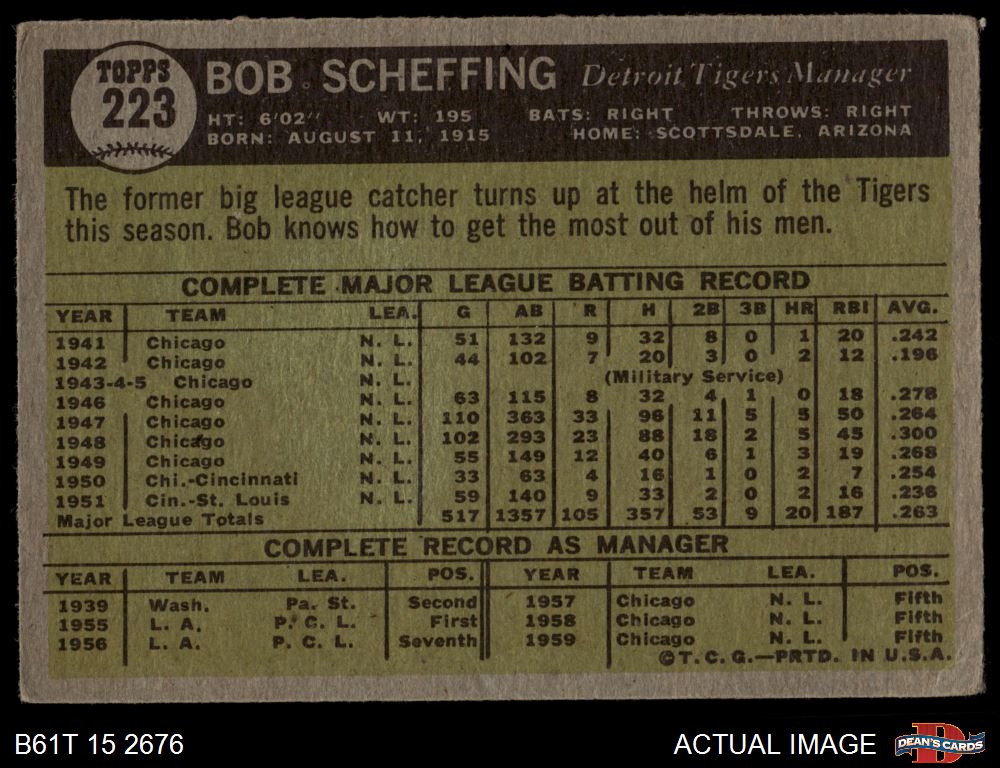 TOPPS
223
BOB SCHEFFING Detroit Tigers Manager
HT: 6'02" WT: 195 BATS: RIGHT THROWS: RIGHT
BORN: AUGUST 11, 1915 HOME: SCOTTSDALE, ARIZONA
The former big league catcher turns up at the helm of the Tigers
this season. Bob knows how to get the most out of his men.
COMPLETE MAJOR LEAGUE BATTING RECORD
YEAR TEAM LEA. G AB R H 2B 3B HR RBI AVG.
1941 Chicago N. L. 51 132 9 32 8 0 1 20 .242
1942 Chicago N. L. 44 102 7 20 3 0 2 12 .196
1943-4-5 Chicago N. L. (Military Service)
1946 Chicago N. L. 63 115 8 32 4 1 0 18 .278
1947 Chicago N. L. 110 363 33 96 11 5 5 50 .264
1948 Chicago N. L. 102 293 23 88 18 2 5 45 .300
1949 Chicago N. L. 55 149 12 40 6 1 3 19 .268
1950 Chi.-Cincinnati N. L. 33 63 4 16 1 0 2 7 .254
1951 Cin.-St. Louis N. L. 59 140 9 33 2 0 2 16 .236
Major League Totals 517 1357 105 357 53 9 20 187 .263
COMPLETE RECORD AS MANAGER
YEAR TEAM LEA. POS. YEAR TEAM LEA. POS.
1939 Wash. Pa. St. Second 1957 Chicago N. L. Fifth
1955 L. A. P. C. L. First 1958 Chicago N. L. Fifth
1956 L. A. P. C. L. Seventh 1959 Chicago N. L. Fifth
©T. C. G.—PRTD. IN U.S.A.
B61T 15 2676 ACTUAL IMAGE DEAN'S CARDS